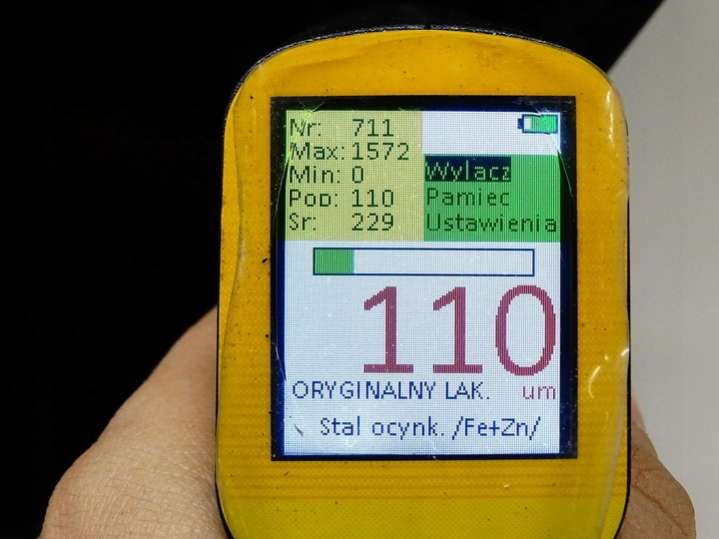 Nr: 711
Max: 1572
Min: 0
Pop: 110
Sr: 229
Wylacz
Pamiec
Ustawienia
110
ORYGINALNY LAK. um
Stal ocynk. /Fe+Zn/